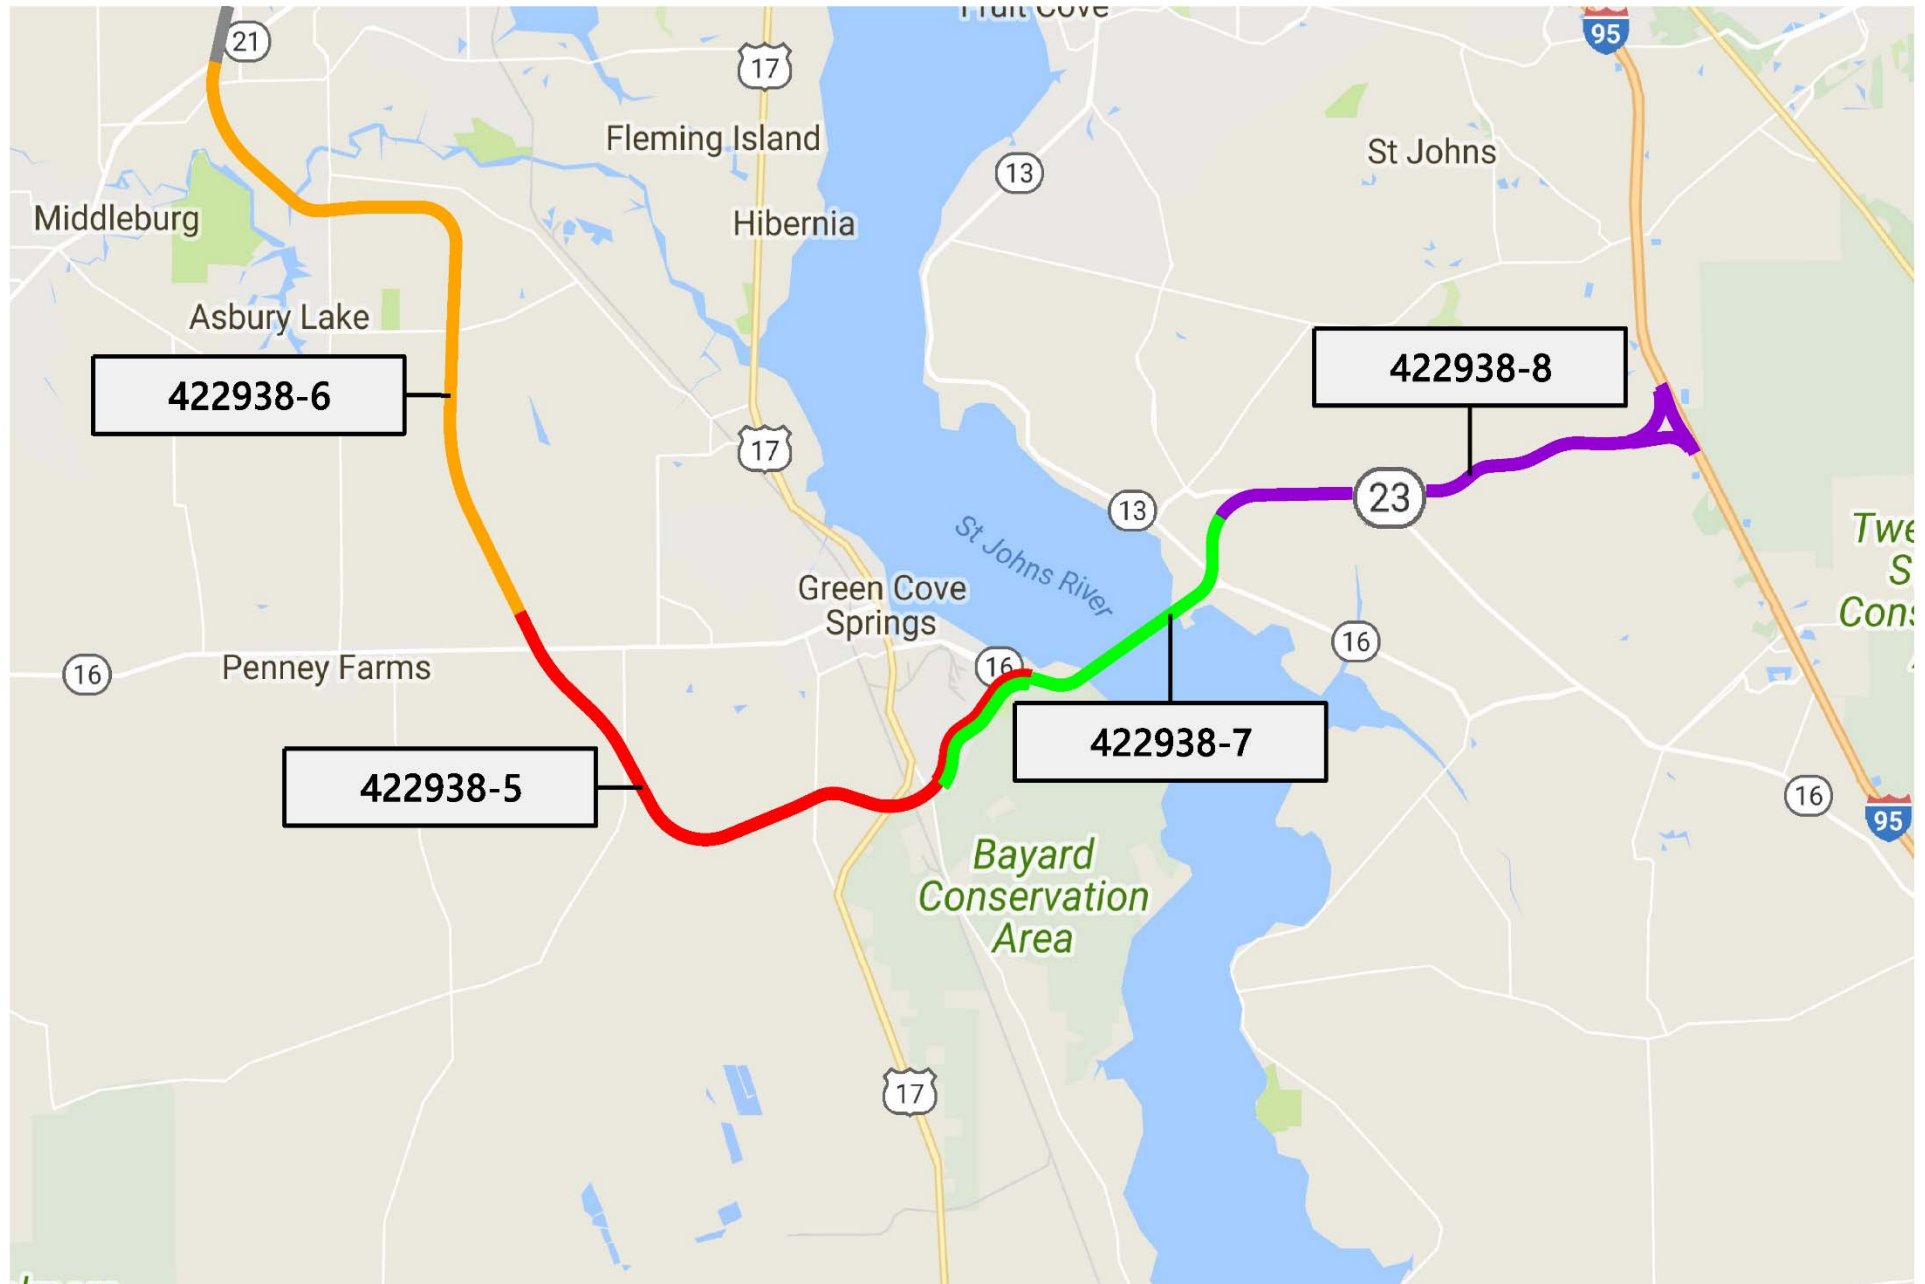 Fruit Cove
21
17
95
Fleming Island
St Johns
13
Middleburg
Hibernia
Asbury Lake
422938-8
422938-6
17
23
13
St Johns River
Green Cove
Springs
16
16
Penney Farms
16
422938-7
422938-5
16
95
Bayard
Conservation
Area
17